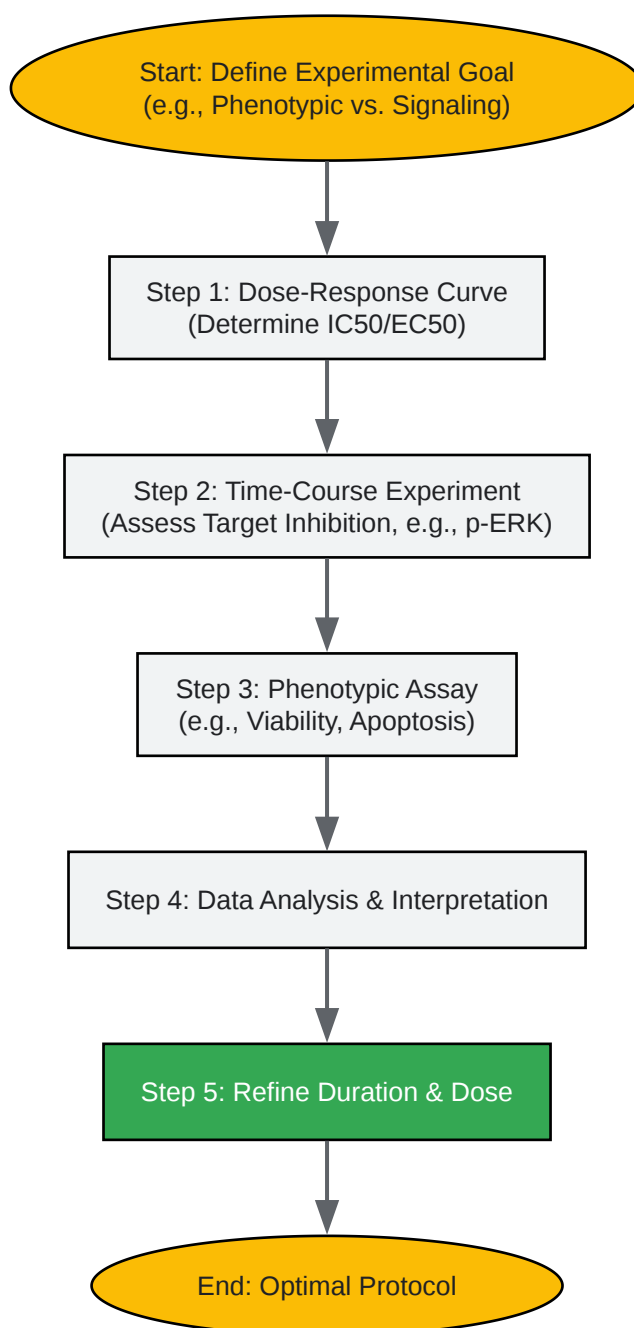 Start: Define Experimental Goal
(e.g., Phenotypic vs. Signaling)
Step 1: Dose-Response Curve
(Determine IC50/EC50)
Step 2: Time-Course Experiment
(Assess Target Inhibition, e.g., p-ERK)
Step 3: Phenotypic Assay
(e.g., Viability, Apoptosis)
Step 4: Data Analysis & Interpretation
Step 5: Refine Duration & Dose
End: Optimal Protocol